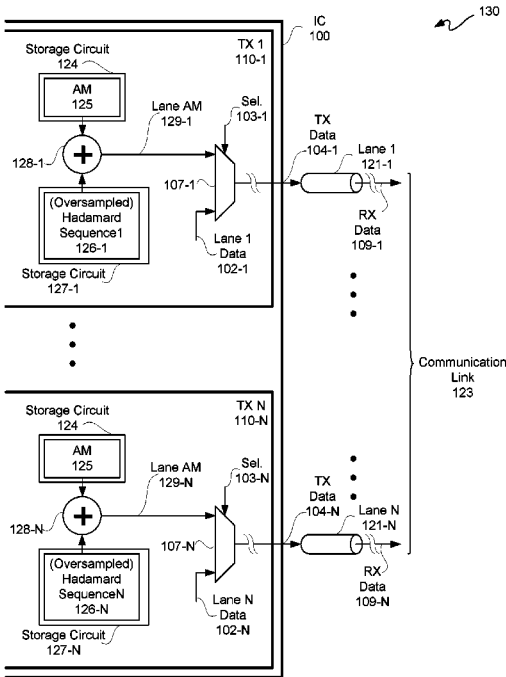 130
IC
100
TX 1
110-1
Storage Circuit
124
AM
125
Lane AM
129-1
Sel.
103-1
TX
Data
104-1
Lane 1
121-1
128-1
+
107-1
(Oversampled)
Hadamard
Sequence1
126-1
Storage Circuit
127-1
Lane 1
Data
102-1
RX
Data
109-1
Communication
Link
123
TX N
110-N
Storage Circuit
124
AM
125
Lane AM
129-N
Sel.
103-N
TX
Data
104-N
Lane N
121-N
128-N
+
107-N
(Oversampled)
Hadamard
SequenceN
126-N
Storage Circuit
127-N
Lane N
Data
102-N
RX
Data
109-N